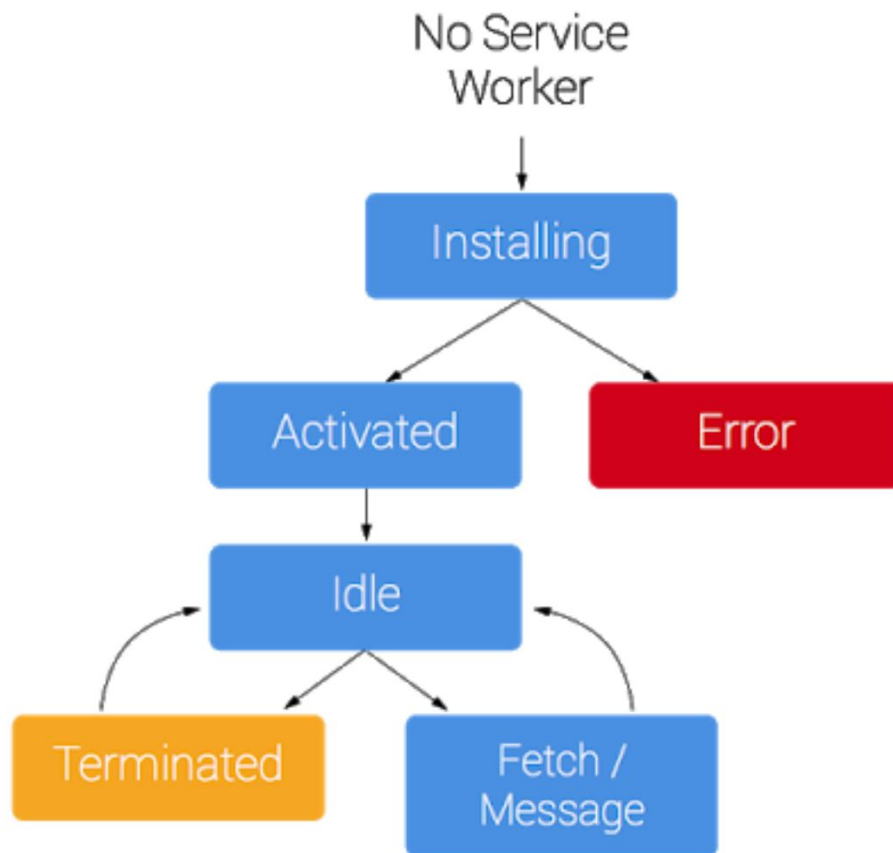 No Service
Worker
Installing
Activated
Error
Idle
Terminated
Fetch /
Message